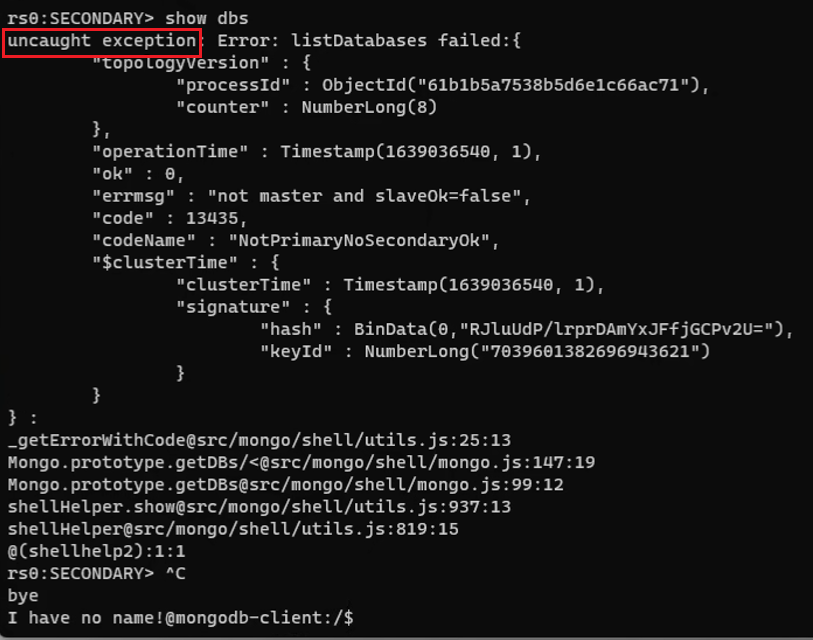 rs0:SECONDARY> show dbs
uncaught exception: Error: listDatabases failed:{
        "topologyVersion" : {
                "processId" : ObjectId("61b1b5a7538b5d6e1c66ac71"),
                "counter" : NumberLong(8)
        },
        "operationTime" : Timestamp(1639036540, 1),
        "ok" : 0,
        "errmsg" : "not master and slaveOk=false",
        "code" : 13435,
        "codeName" : "NotPrimaryNoSecondaryOk",
        "$clusterTime" : {
                "clusterTime" : Timestamp(1639036540, 1),
                "signature" : {
                        "hash" : BinData(0,"RJluUdP/lrprDAmYxJFfjGCPv2U="),
                        "keyId" : NumberLong("7039601382696943621")
                }
        }
} :
_getErrorWithCode@src/mongo/shell/utils.js:25:13
Mongo.prototype.getDBs/<@src/mongo/shell/mongo.js:147:19
Mongo.prototype.getDBs@src/mongo/shell/mongo.js:99:12
shellHelper.show@src/mongo/shell/utils.js:937:13
shellHelper@src/mongo/shell/utils.js:819:15
@(shellhelp2):1:1
rs0:SECONDARY> ^C
bye
I have no name!@mongodb-client:/$